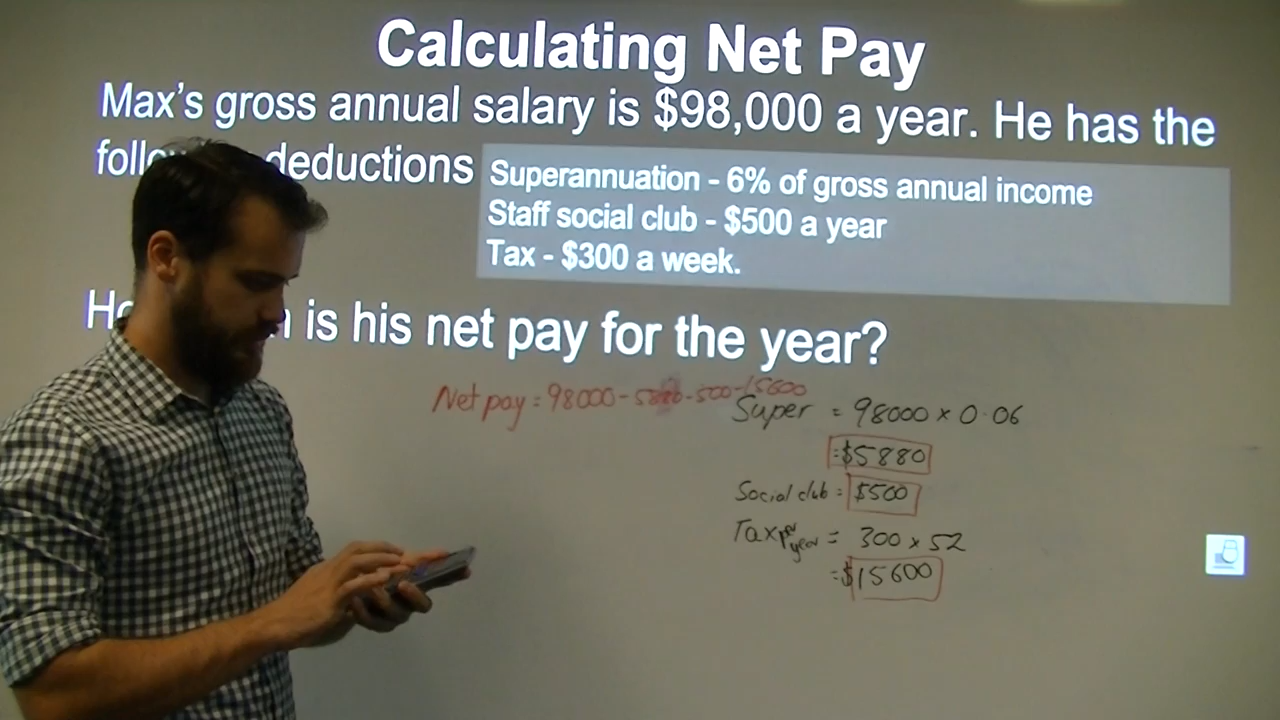 Calculating Net Pay
Max's gross annual salary is $98,000 a year. He has the
deductions
Superannuation - 6% of gross annual income
Staff social club - $500 a year
Tax - $300 a week.
is his net pay for the year?
Net pay = 98000 - 5880 - 500 - 15600
Super = 98000 × 0.06
= $5880
Social club = $500
Tax per year = 300 × 52
= $15600